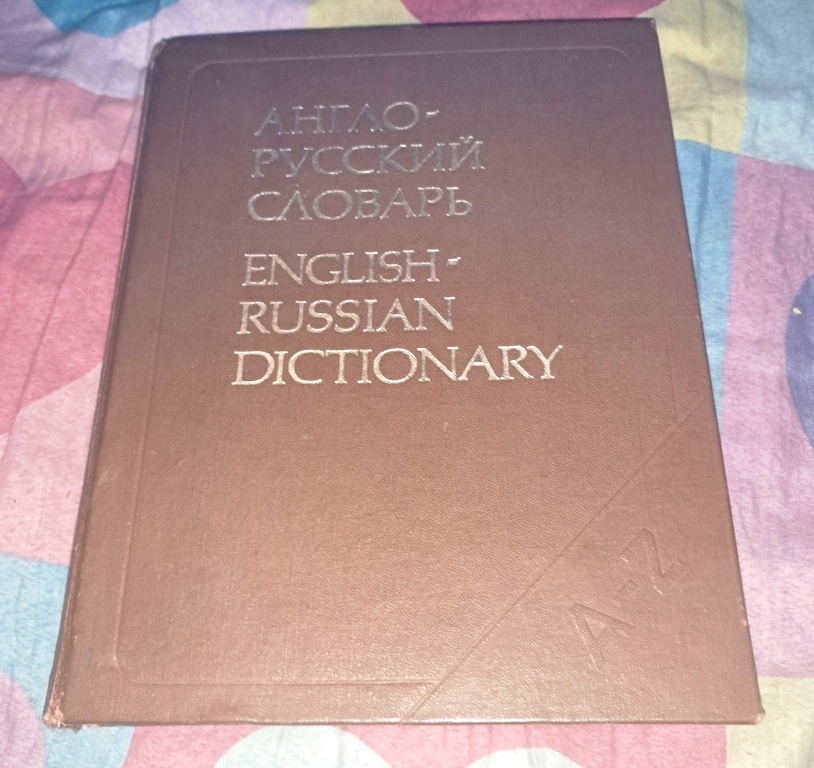 АНГЛО-
РУССКИЙ
СЛОВАРЬ
ENGLISH-
RUSSIAN
DICTIONARY
A-Z